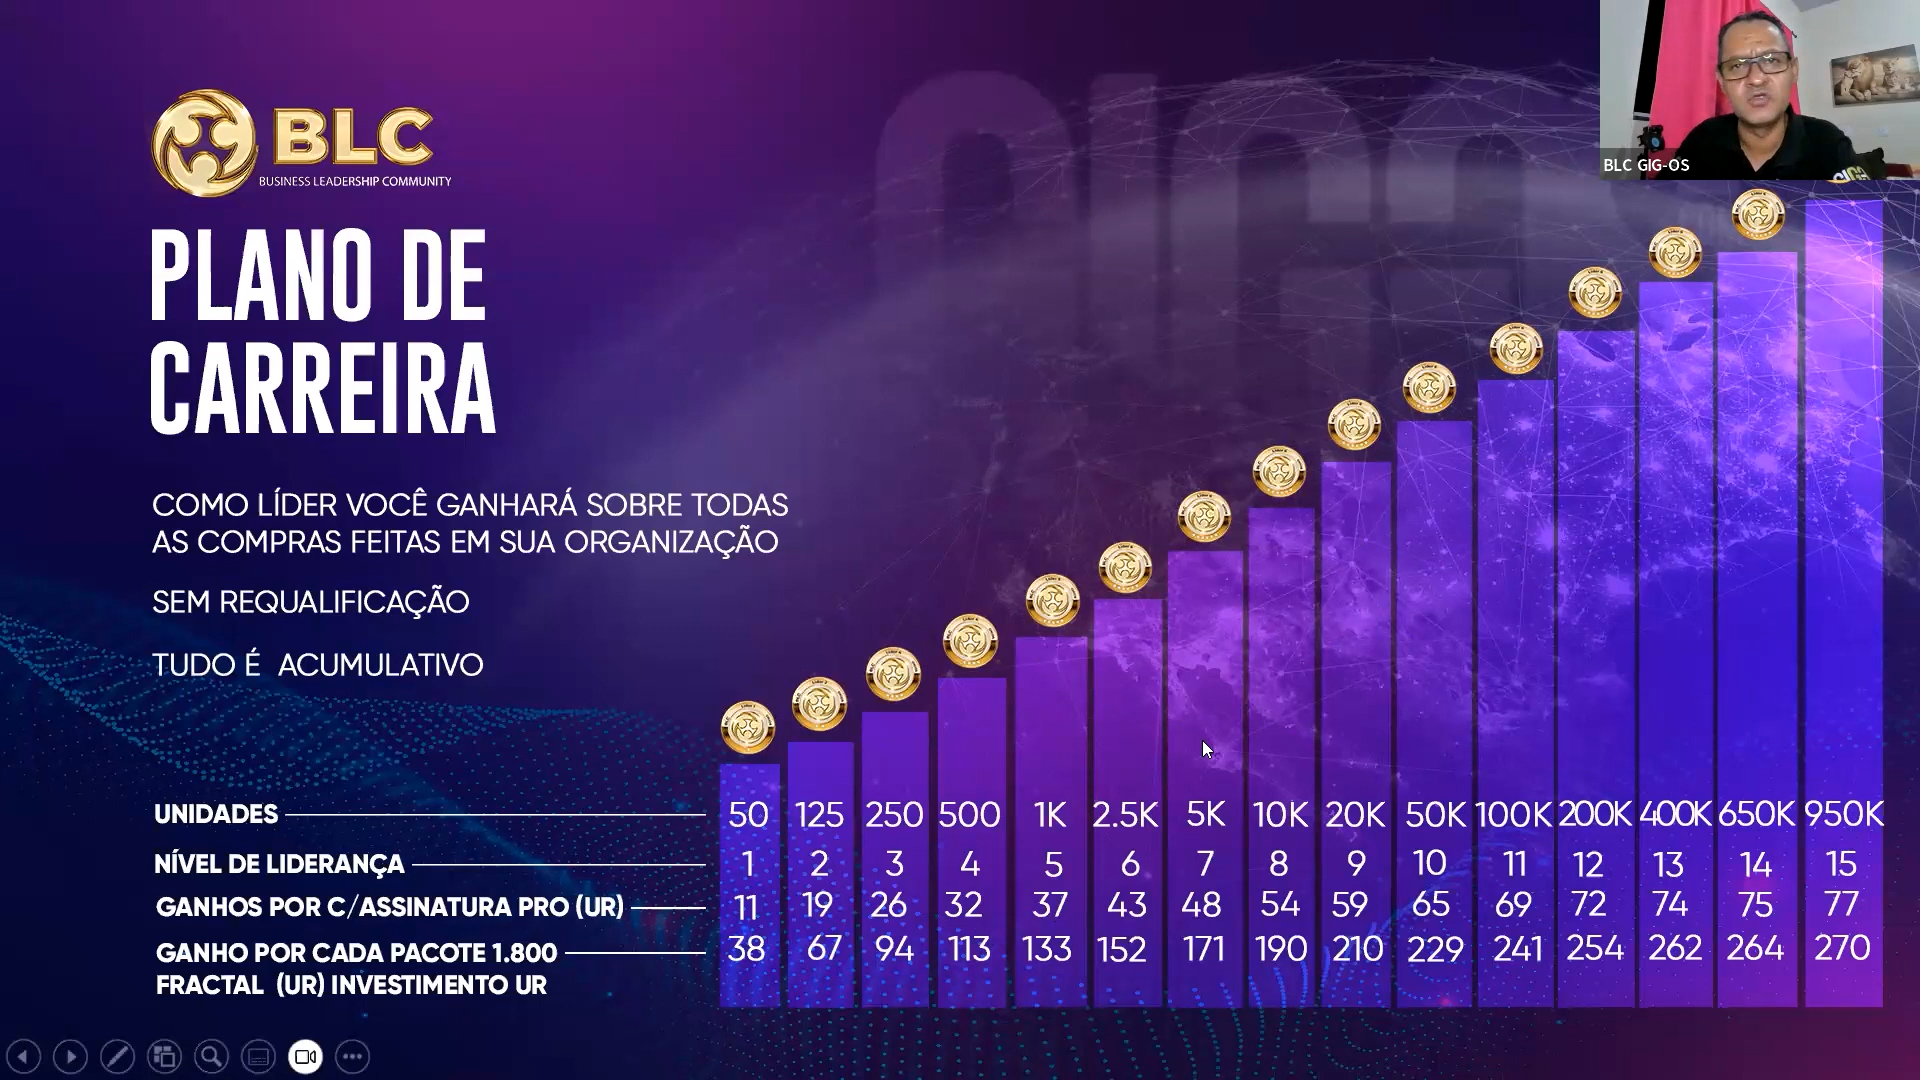 BLC
BUSINESS LEADERSHIP COMMUNITY
PLANO DE
CARREIRA
COMO LÍDER VOCÊ GANHARÁ SOBRE TODAS
AS COMPRAS FEITAS EM SUA ORGANIZAÇÃO
SEM REQUALIFICAÇÃO
TUDO É ACUMULATIVO
BLC GIG-OS
UNIDADES 50 125 250 500 1K 2.5K 5K 10K 20K 50K 100K 200K 400K 650K 950K
NÍVEL DE LIDERANÇA 1 2 3 4 5 6 7 8 9 10 11 12 13 14 15
GANHOS POR C/ASSINATURA PRO (UR) 11 19 26 32 37 43 48 54 59 65 69 72 74 75 77
GANHO POR CADA PACOTE 1.800 38 67 94 113 133 152 171 190 210 229 241 254 262 264 270
FRACTAL (UR) INVESTIMENTO UR